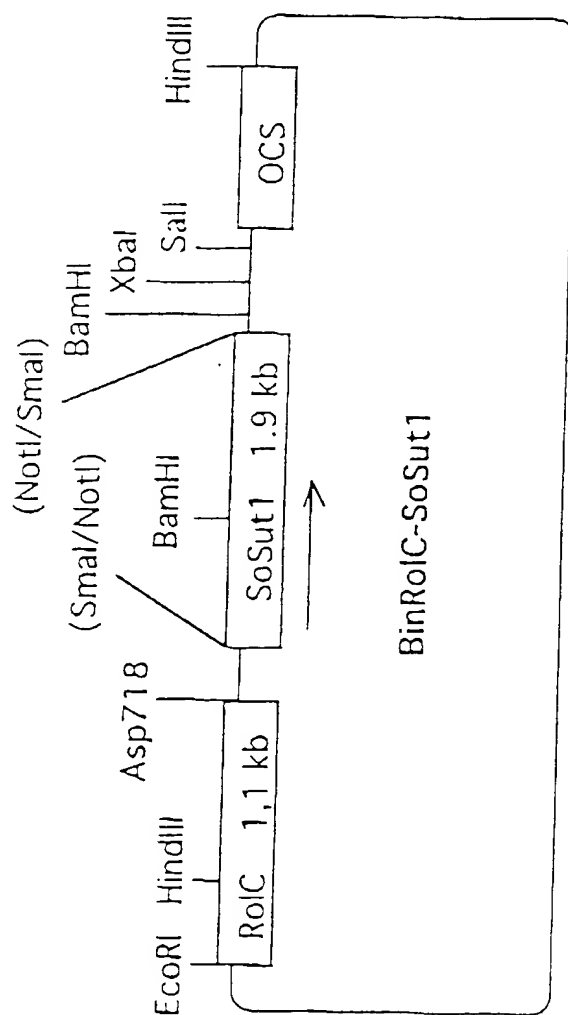 EcoRI
HindIII
Asp718
(SmaI/NotI)
BamHI
(NotI/SmaI)
BamHI
XbaI
SalI
HindIII
RolC 1,1 kb
SoSut1 1.9 kb
OCS
BinRolC-SoSut1